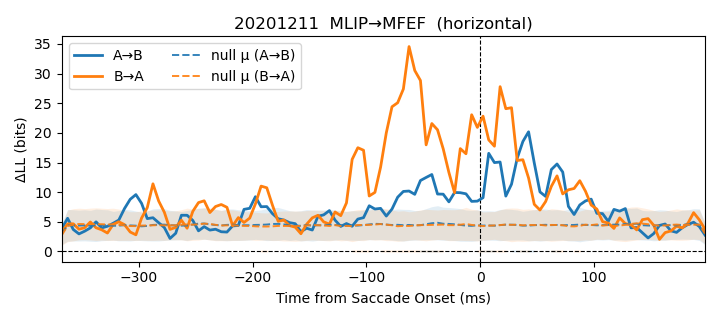 20201211  MLIP→MFEF  (horizontal)
A→B
B→A
null μ (A→B)
null μ (B→A)
ΔLL (bits)
35
30
25
20
15
10
5
0
−300
−200
−100
0
100
Time from Saccade Onset (ms)